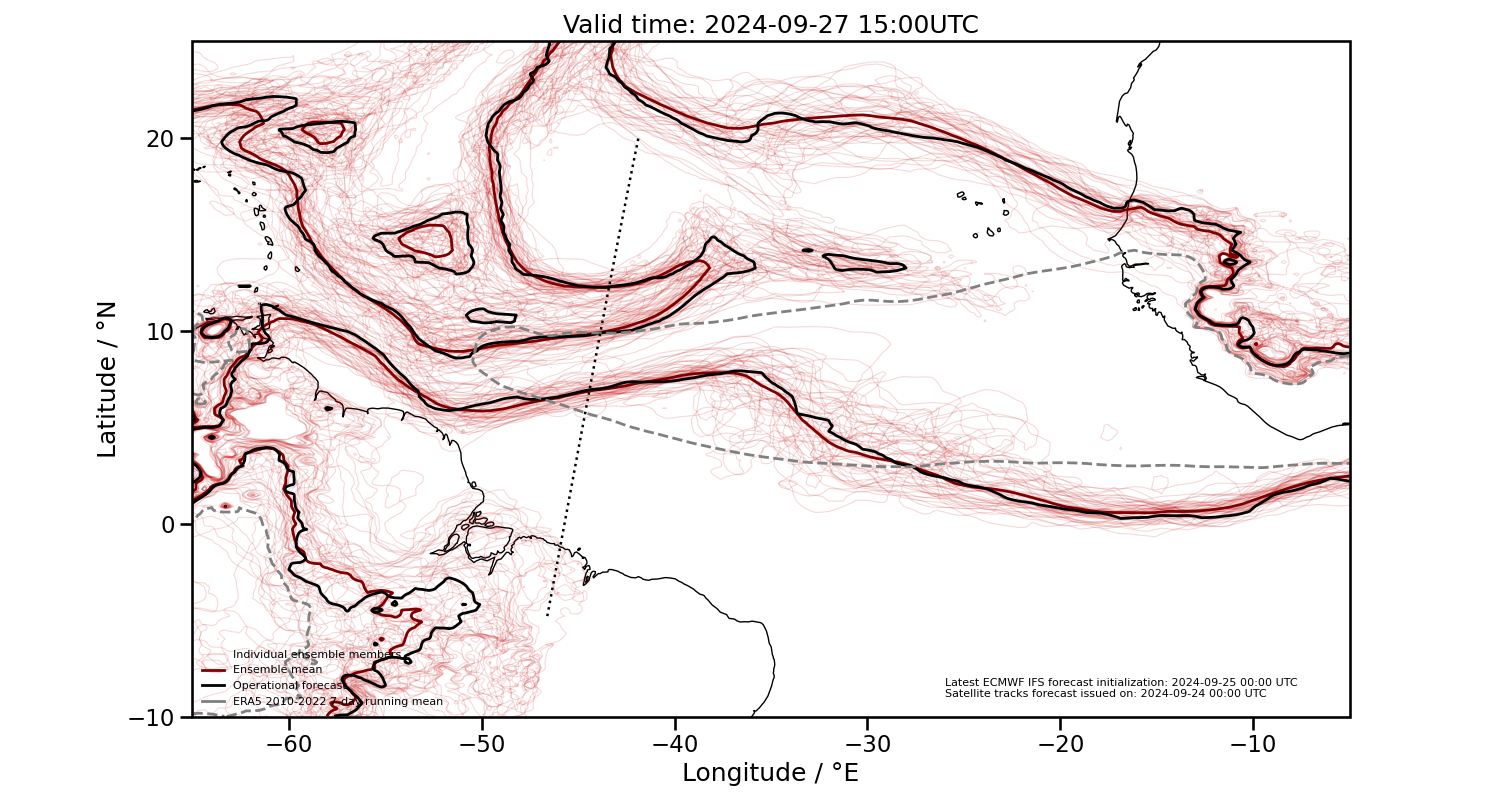 Valid time: 2024-09-27 15:00UTC
20
10
0
−10
Latitude / °N
Individual ensemble members
Ensemble mean
Operational forecast
ERA5 2010-2022 7-day running mean
Latest ECMWF IFS forecast initialization: 2024-09-25 00:00 UTC
Satellite tracks forecast issued on: 2024-09-24 00:00 UTC
−60 −50 −40 −30 −20 −10
Longitude / °E